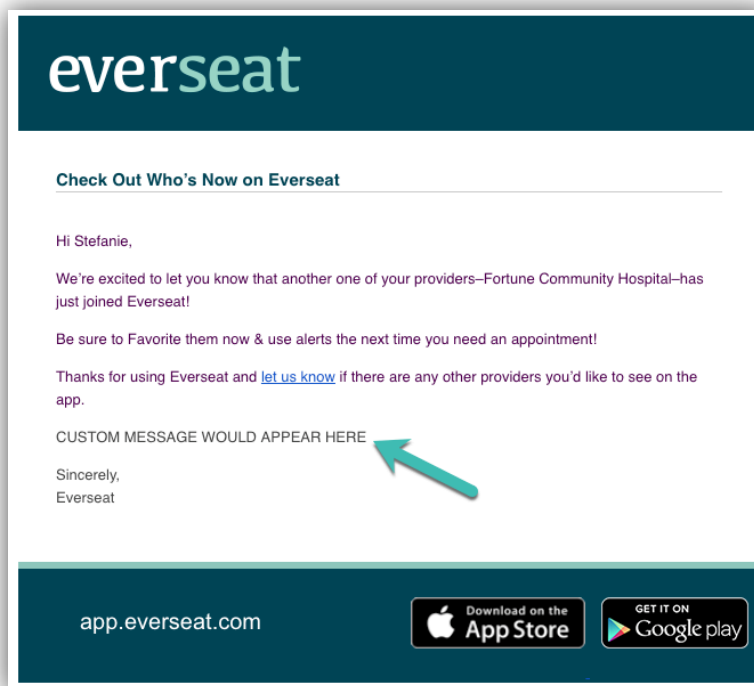 everseat
Check Out Who's Now on Everseat
Hi Stefanie,
We're excited to let you know that another one of your providers–Fortune Community Hospital–has
just joined Everseat!
Be sure to Favorite them now & use alerts the next time you need an appointment!
Thanks for using Everseat and let us know if there are any other providers you'd like to see on the
app.
CUSTOM MESSAGE WOULD APPEAR HERE
Sincerely,
Everseat
app.everseat.com
Download on the
App Store
GET IT ON
Google play